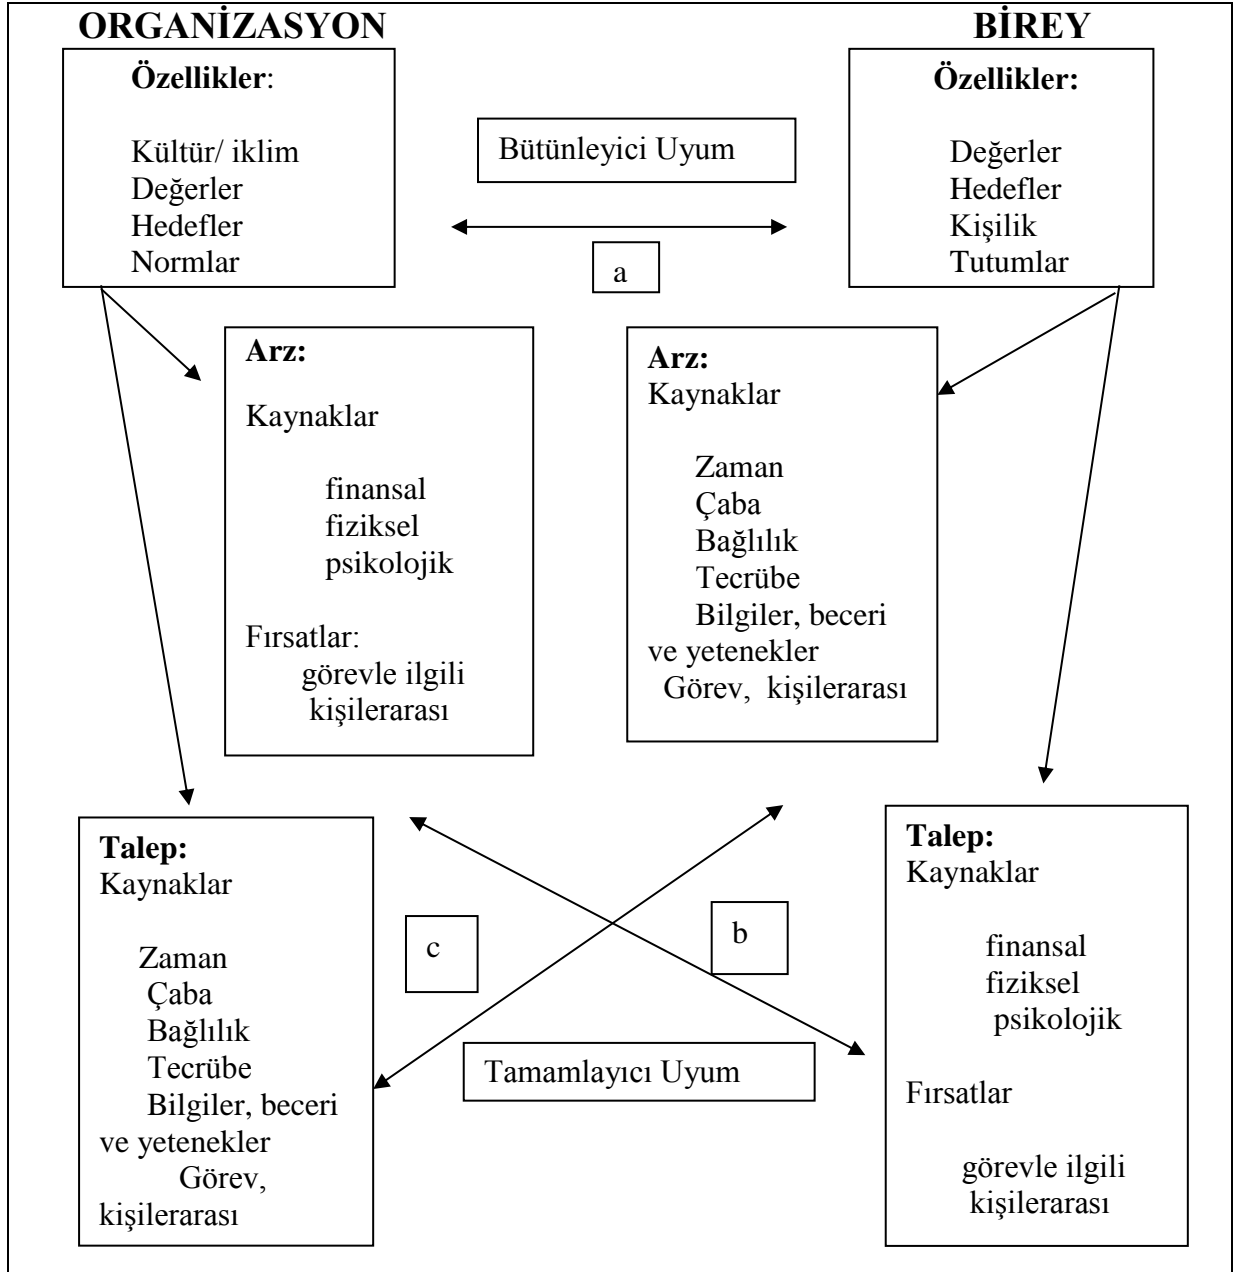 ORGANİZASYON
BİREY
Özellikler:
Kültür/ iklim
Değerler
Hedefler
Normlar
Bütünleyici Uyum
a
Özellikler:
Değerler
Hedefler
Kişilik
Tutumlar
Arz:
Kaynaklar
finansal
fiziksel
psikolojik
Fırsatlar:
görevle ilgili
kişilerarası
Arz:
Kaynaklar
Zaman
Çaba
Bağlılık
Tecrübe
Bilgiler, beceri
ve yetenekler
Görev, kişilerarası
Talep:
Kaynaklar
Zaman
Çaba
Bağlılık
Tecrübe
Bilgiler, beceri
ve yetenekler
Görev,
kişilerarası
c
b
Tamamlayıcı Uyum
Talep:
Kaynaklar
finansal
fiziksel
psikolojik
Fırsatlar
görevle ilgili
kişilerarası